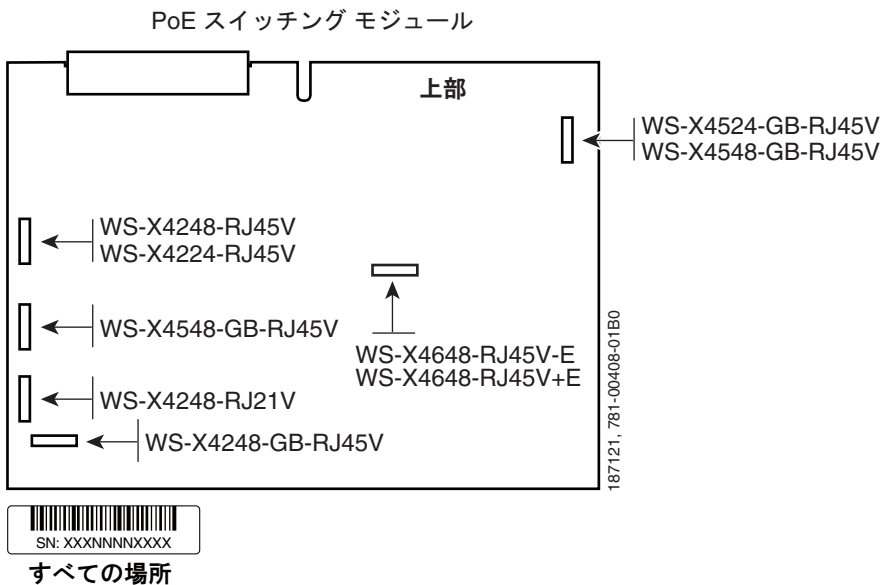 PoE スイッチング モジュール
上部
WS-X4524-GB-RJ45V
WS-X4548-GB-RJ45V
WS-X4248-RJ45V
WS-X4224-RJ45V
WS-X4548-GB-RJ45V
WS-X4648-RJ45V-E
WS-X4648-RJ45V+E
WS-X4248-RJ21V
WS-X4248-GB-RJ45V
187121, 781-00408-01B0
SN: XXXNNNNXXXX
すべての場所